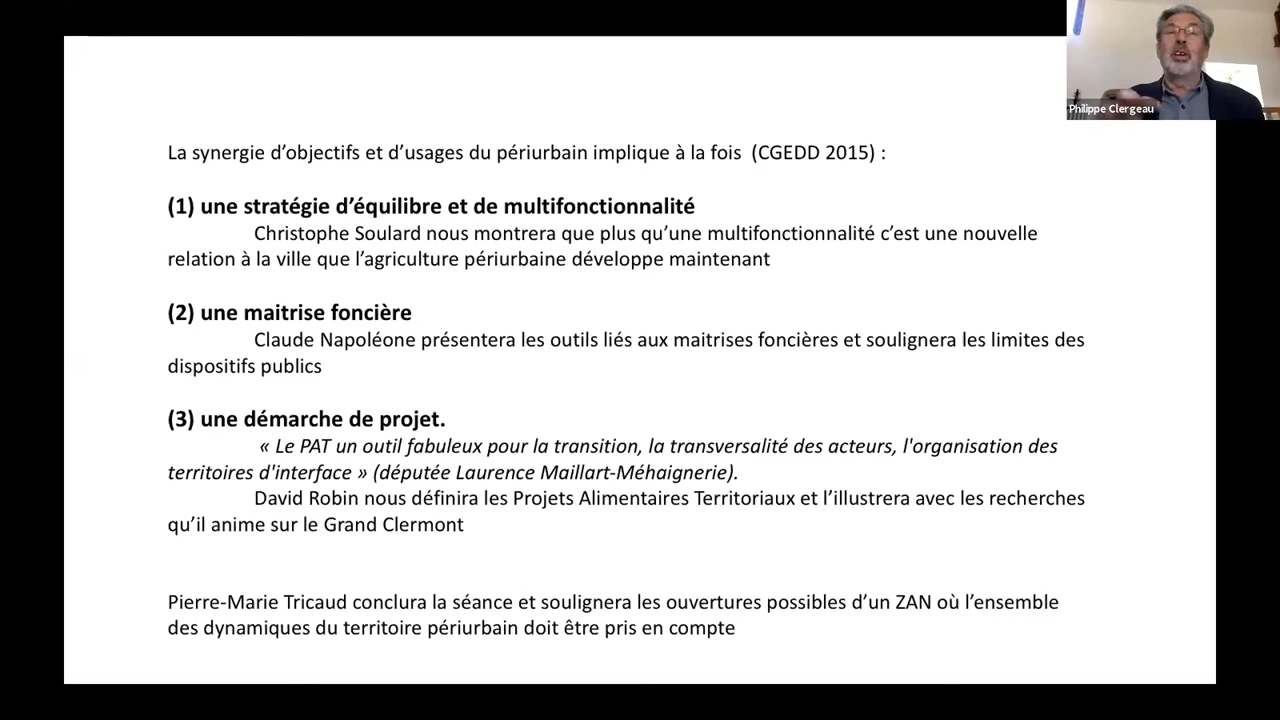 Philippe Clergeau
La synergie d’objectifs et d’usages du périurbain implique à la fois  (CGEDD 2015) :
(1) une stratégie d’équilibre et de multifonctionnalité
Christophe Soulard nous montrera que plus qu’une multifonctionnalité c’est une nouvelle
relation à la ville que l’agriculture périurbaine développe maintenant
(2) une maitrise foncière
Claude Napoléone présentera les outils liés aux maitrises foncières et soulignera les limites des
dispositifs publics
(3) une démarche de projet.
« Le PAT un outil fabuleux pour la transition, la transversalité des acteurs, l'organisation des
territoires d'interface » (députée Laurence Maillart-Méhaignerie).
David Robin nous définira les Projets Alimentaires Territoriaux et l’illustrera avec les recherches
qu’il anime sur le Grand Clermont
Pierre-Marie Tricaud conclura la séance et soulignera les ouvertures possibles d’un ZAN où l’ensemble
des dynamiques du territoire périurbain doit être pris en compte